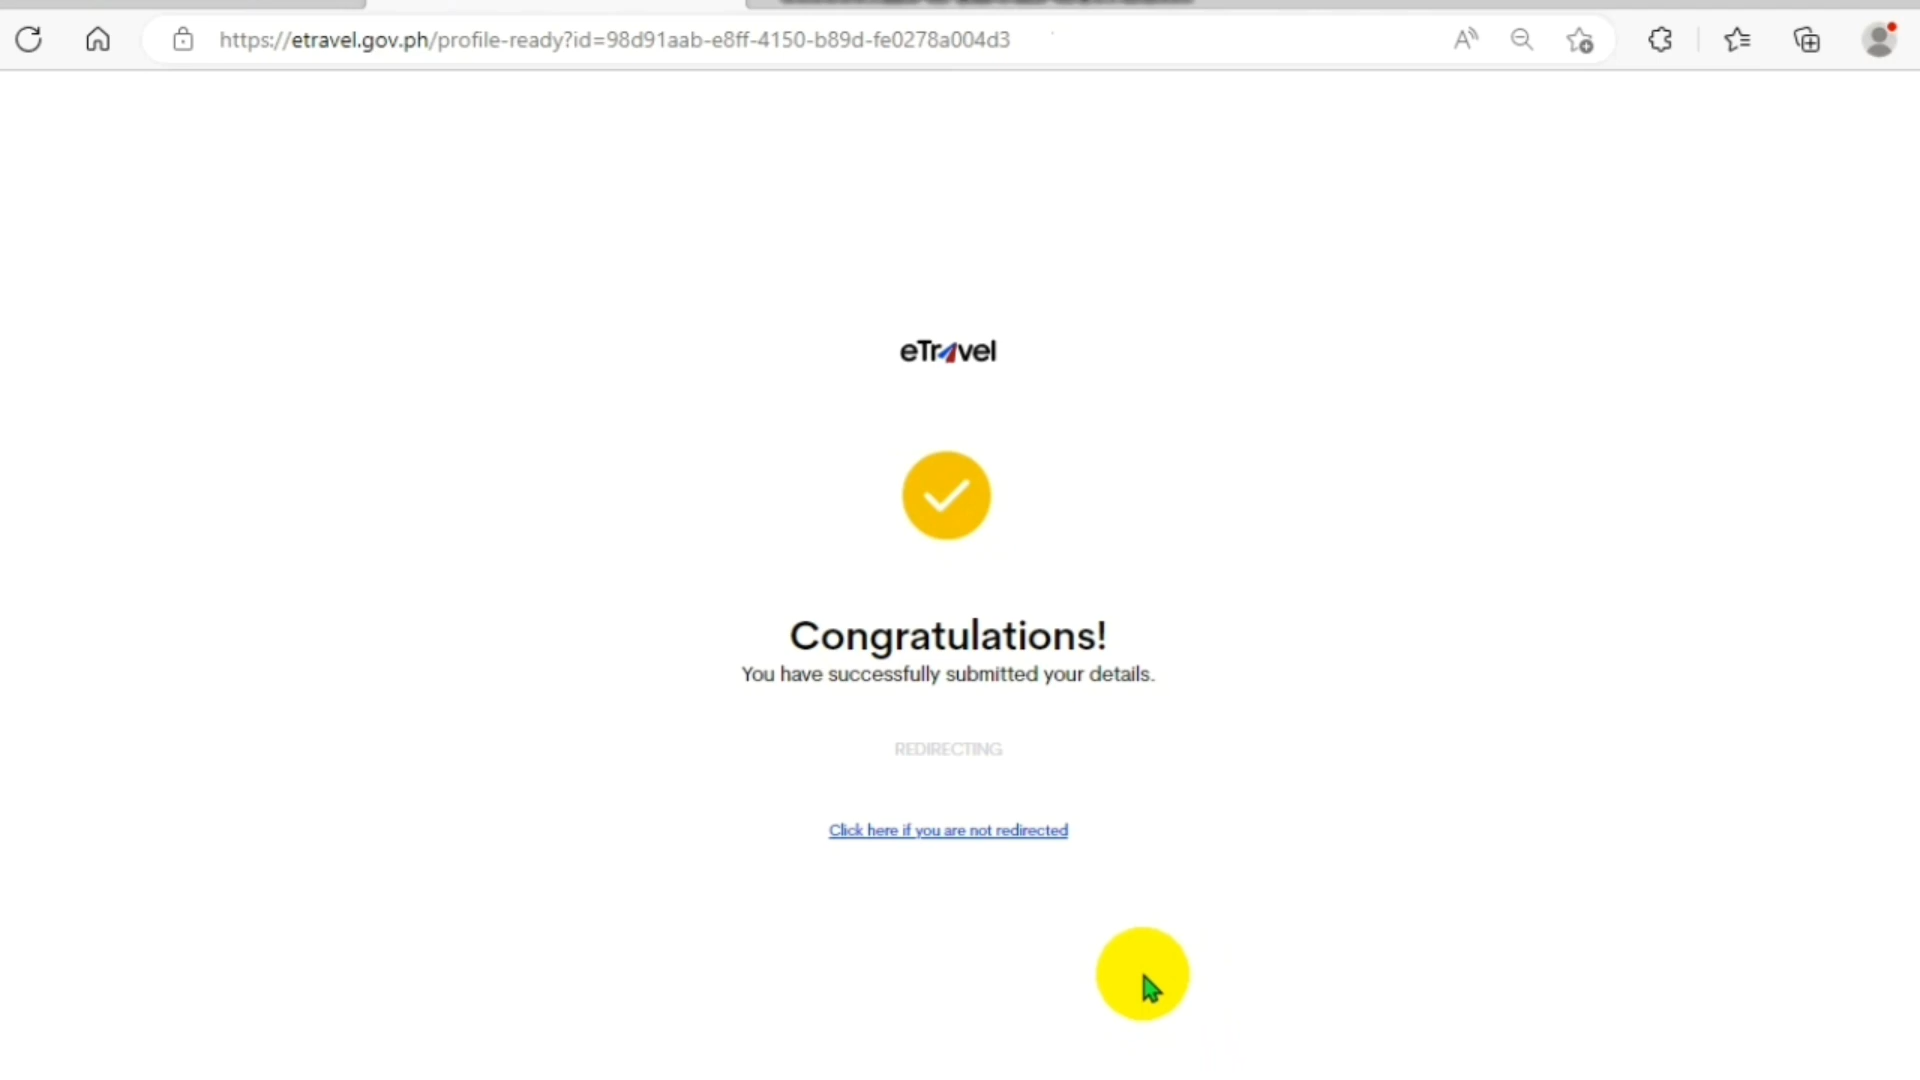 https://etravel.gov.ph/profile-ready?id=98d91aab-e8ff-4150-b89d-fe0278a004d3
eTravel
Congratulations!
You have successfully submitted your details.
REDIRECTING
Click here if you are not redirected